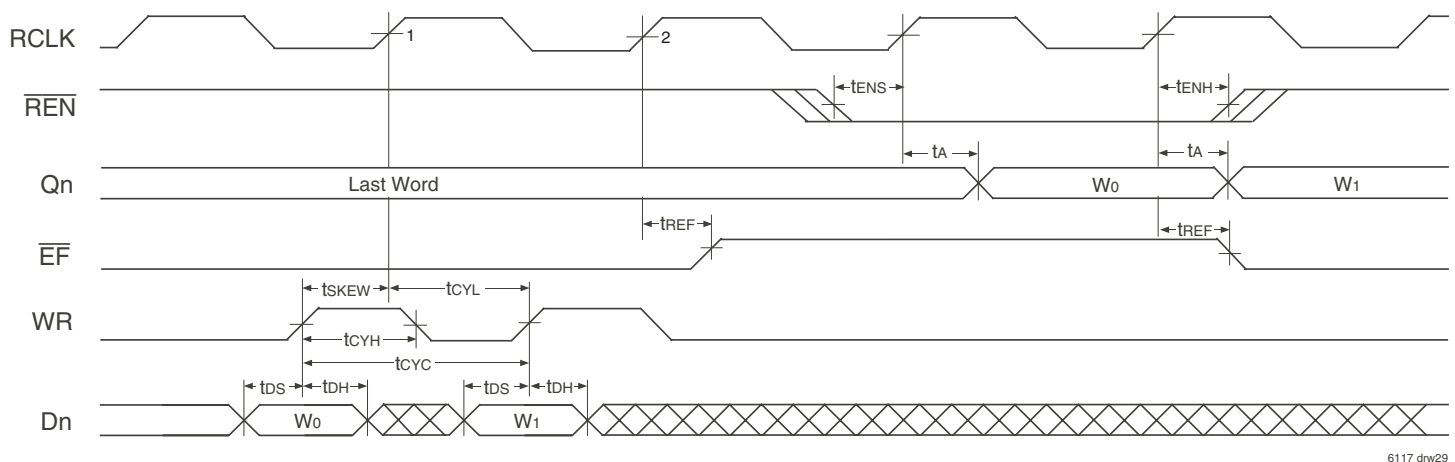 RCLK 1 2
REN tENS tENH
tA tA
Qn Last Word W0 W1
tREF tREF
EF
tSKEW tCYL
WR
tCYH
tCYC
tDS tDH tDS tDH
Dn W0 W1
6117 drw29